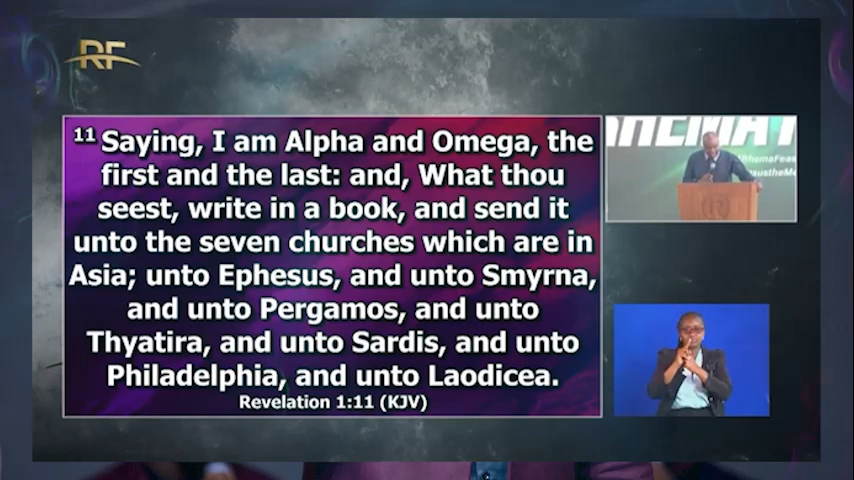 RF
11 Saying, I am Alpha and Omega, the
first and the last: and, What thou
seest, write in a book, and send it
unto the seven churches which are in
Asia; unto Ephesus, and unto Smyrna,
and unto Pergamos, and unto
Thyatira, and unto Sardis, and unto
Philadelphia, and unto Laodicea.
Revelation 1:11 (KJV)